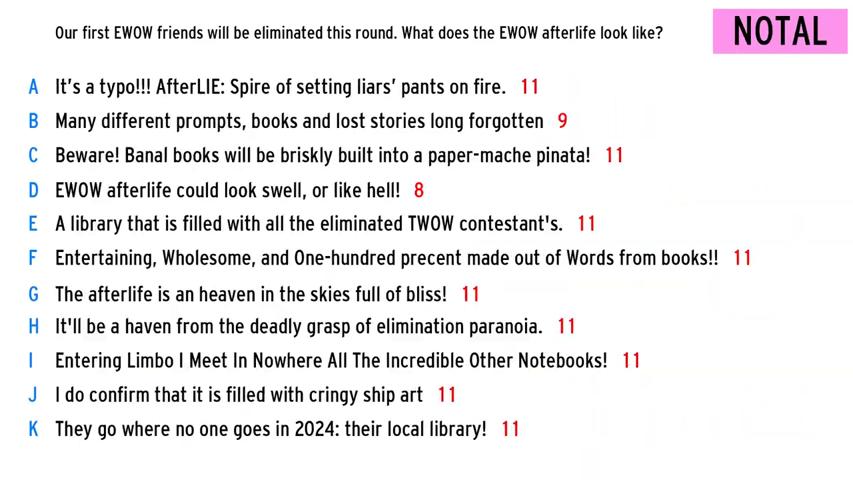 Our first EWOW friends will be eliminated this round. What does the EWOW afterlife look like?
NOTAL
A It's a typo!!! AfterLIE: Spire of setting liars' pants on fire. 11
B Many different prompts, books and lost stories long forgotten 9
C Beware! Banal books will be briskly built into a paper-mache pinata! 11
D EWOW afterlife could look swell, or like hell! 8
E A library that is filled with all the eliminated TWOW contestant's. 11
F Entertaining, Wholesome, and One-hundred precent made out of Words from books!! 11
G The afterlife is an heaven in the skies full of bliss! 11
H It'll be a haven from the deadly grasp of elimination paranoia. 11
I Entering Limbo I Meet In Nowhere All The Incredible Other Notebooks! 11
J I do confirm that it is filled with cringy ship art 11
K They go where no one goes in 2024: their local library! 11